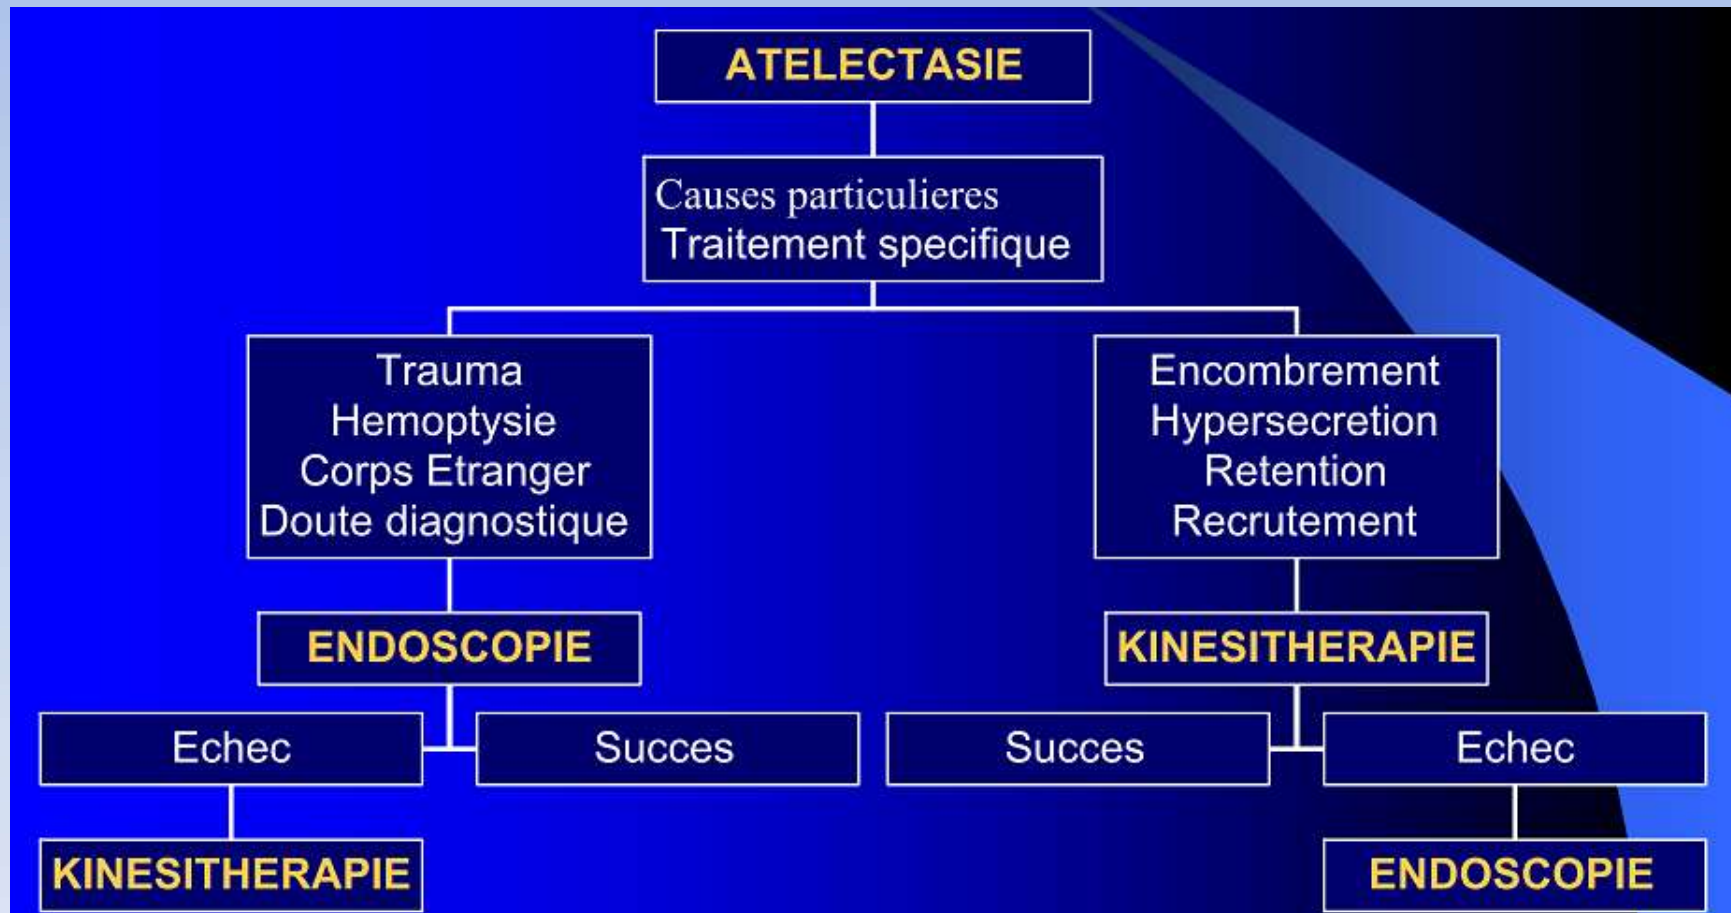 ATELECTASIE
Causes particulieres
Traitement specifique
Trauma
Hemoptysie
Corps Etranger
Doute diagnostique
Encombrement
Hypersecretion
Retention
Recrutement
ENDOSCOPIE
KINESITHERAPIE
Echec
Succes
Succes
Echec
KINESITHERAPIE
ENDOSCOPIE